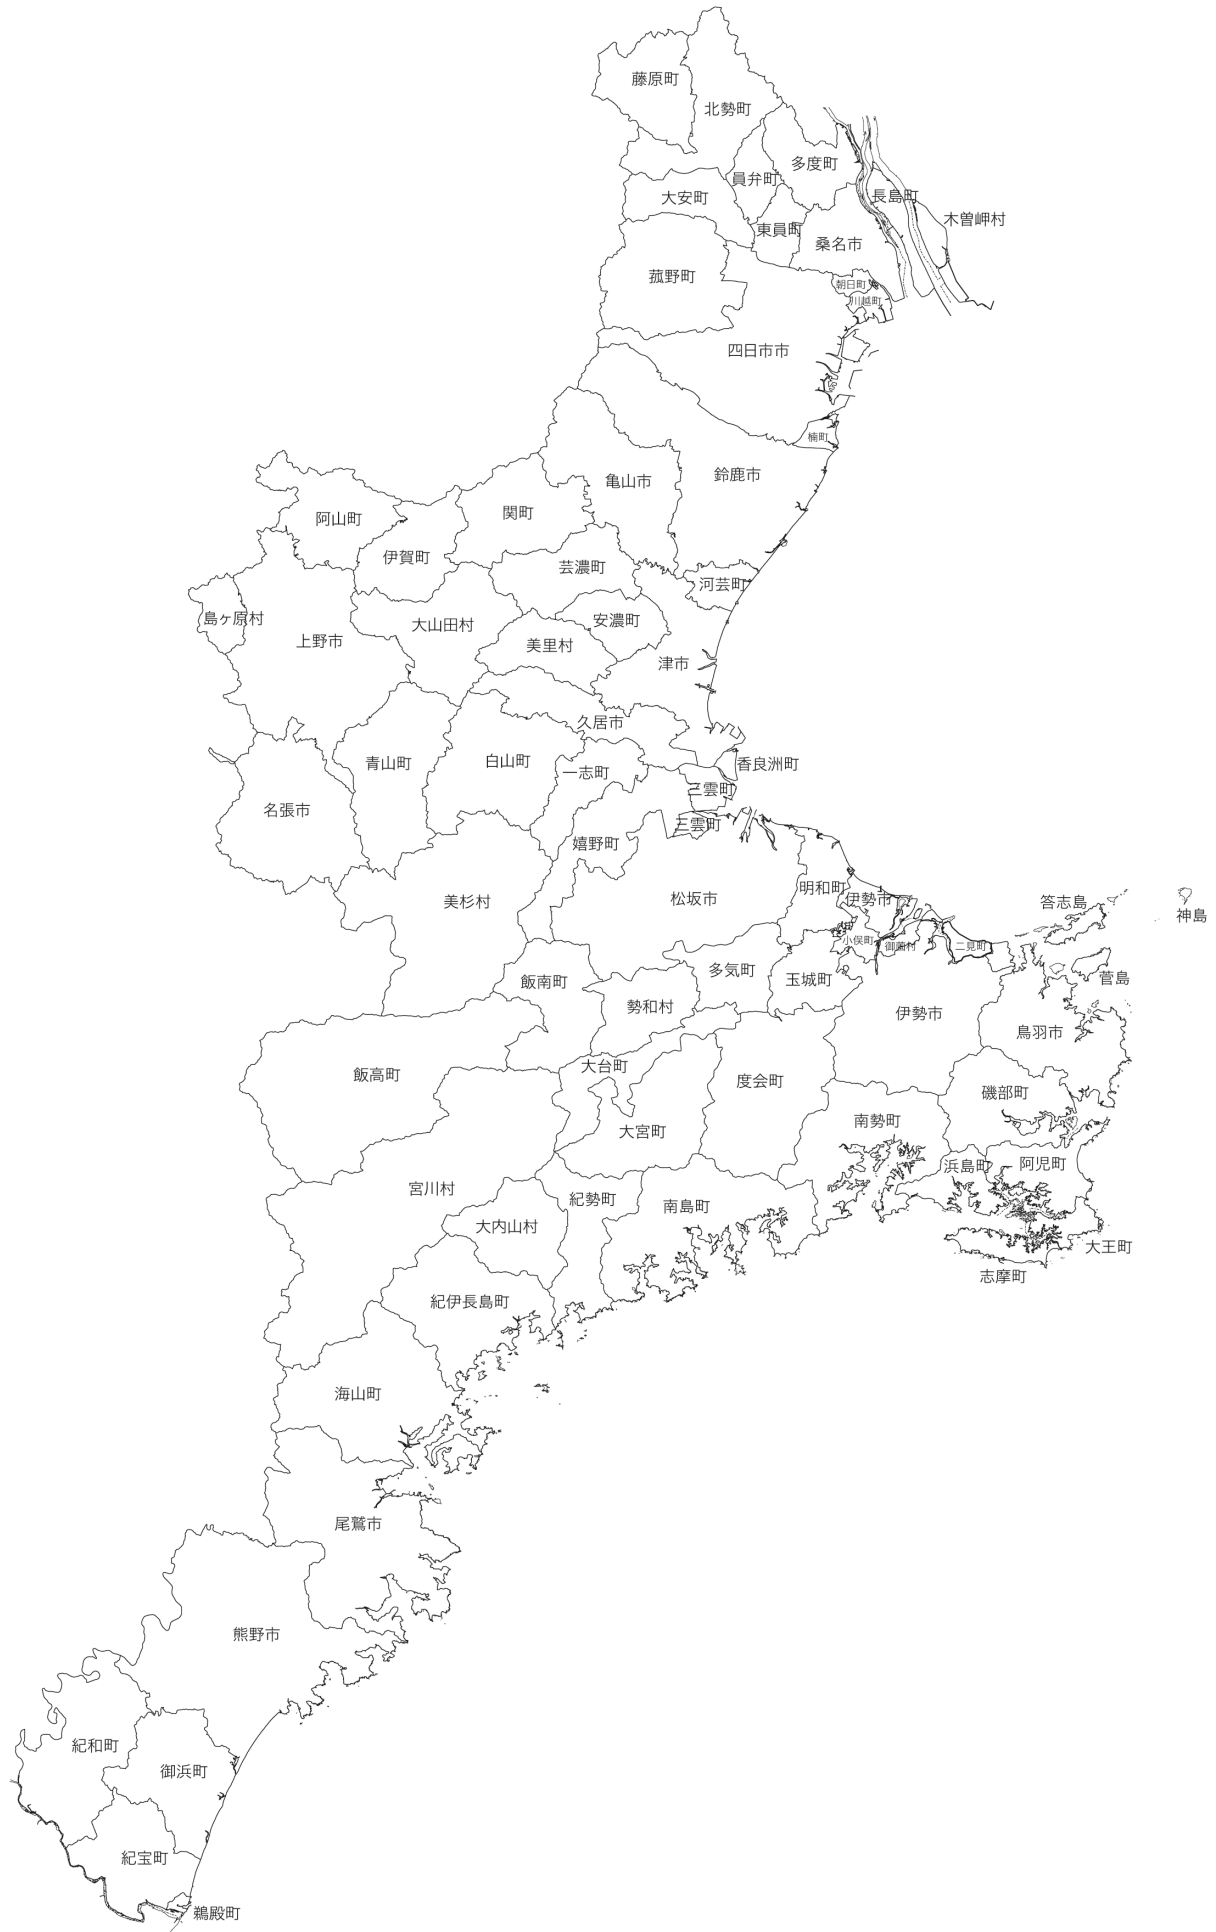 藤原町
北勢町
多度町
員弁町
大安町
長島町
木曽岬村
東員町
桑名市
菰野町
朝日町
川越町
四日市市
楠町
鈴鹿市
亀山市
関町
阿山町
伊賀町
芸濃町
河芸町
島ヶ原村
上野市
大山田村
安濃町
美里村
津市
久居市
青山町
白山町
一志町
香良洲町
三雲町
名張市
三雲町
嬉野町
美杉村
松坂市
明和町
伊勢市
答志島
神島
小俣町
御薗村
二見町
飯南町
多気町
玉城町
菅島
勢和村
伊勢市
鳥羽市
飯高町
大台町
度会町
磯部町
大宮町
南勢町
浜島町
阿児町
宮川村
紀勢町
南島町
大内山村
大王町
志摩町
紀伊長島町
海山町
尾鷲市
熊野市
紀和町
御浜町
紀宝町
鵜殿町